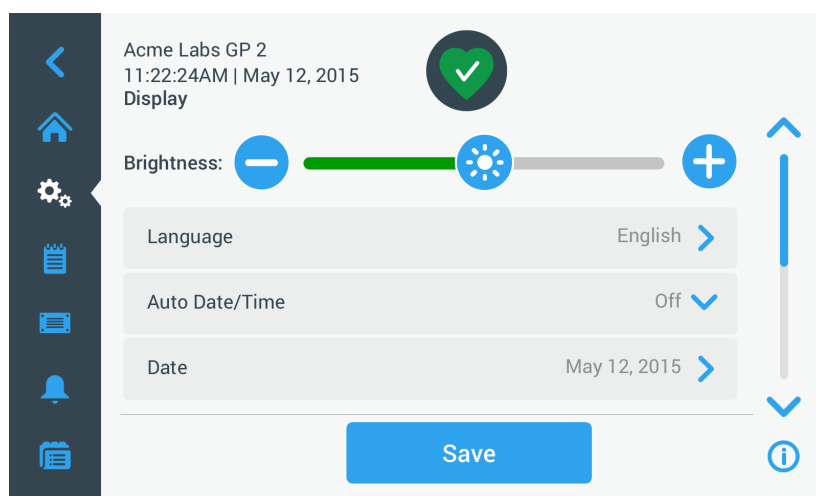 Acme Labs GP 2
11:22:24AM | May 12, 2015
Display
Brightness:
Language English
Auto Date/Time Off
Date May 12, 2015
Save